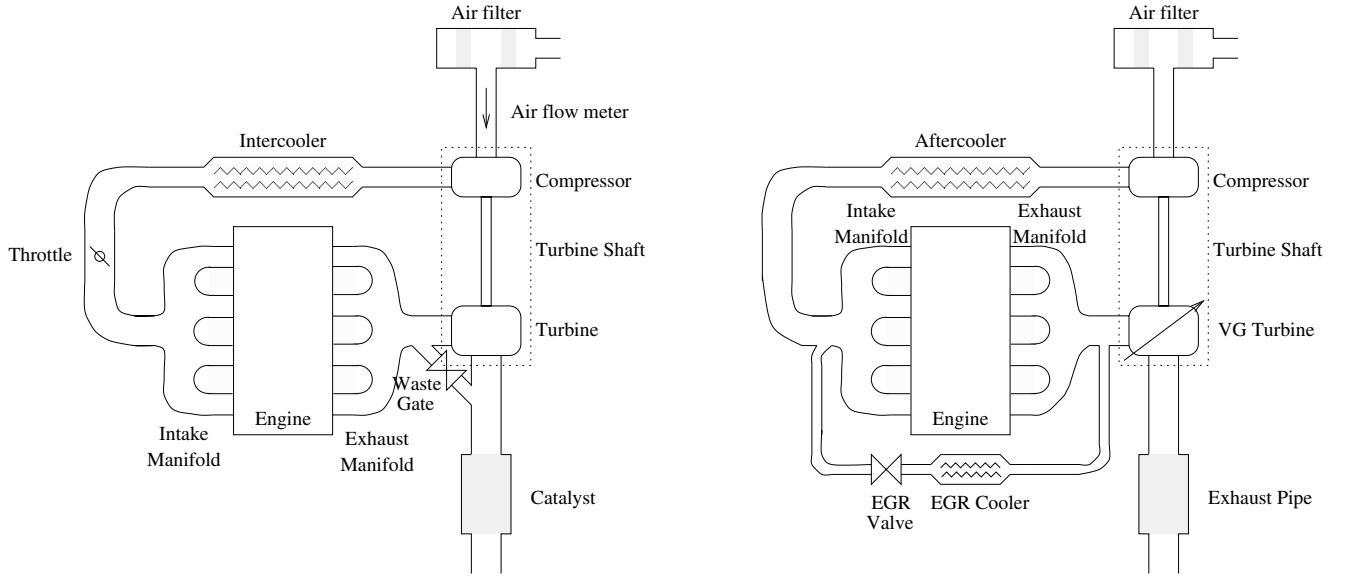 Air filter
Air flow meter
Intercooler
Compressor
Throttle
Turbine Shaft
Turbine
Waste
Gate
Engine
Intake
Manifold
Exhaust
Manifold
Catalyst
Air filter
Aftercooler
Compressor
Intake
Manifold
Exhaust
Manifold
Turbine Shaft
VG Turbine
Engine
EGR
Valve
EGR Cooler
Exhaust Pipe